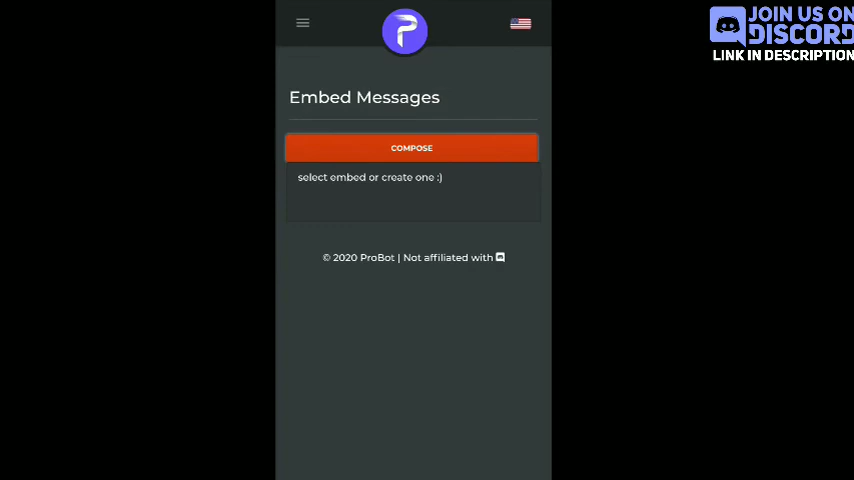 JOIN US ON
DISCORD
LINK IN DESCRIPTION
Embed Messages
COMPOSE
select embed or create one :)
© 2020 ProBot | Not affiliated with